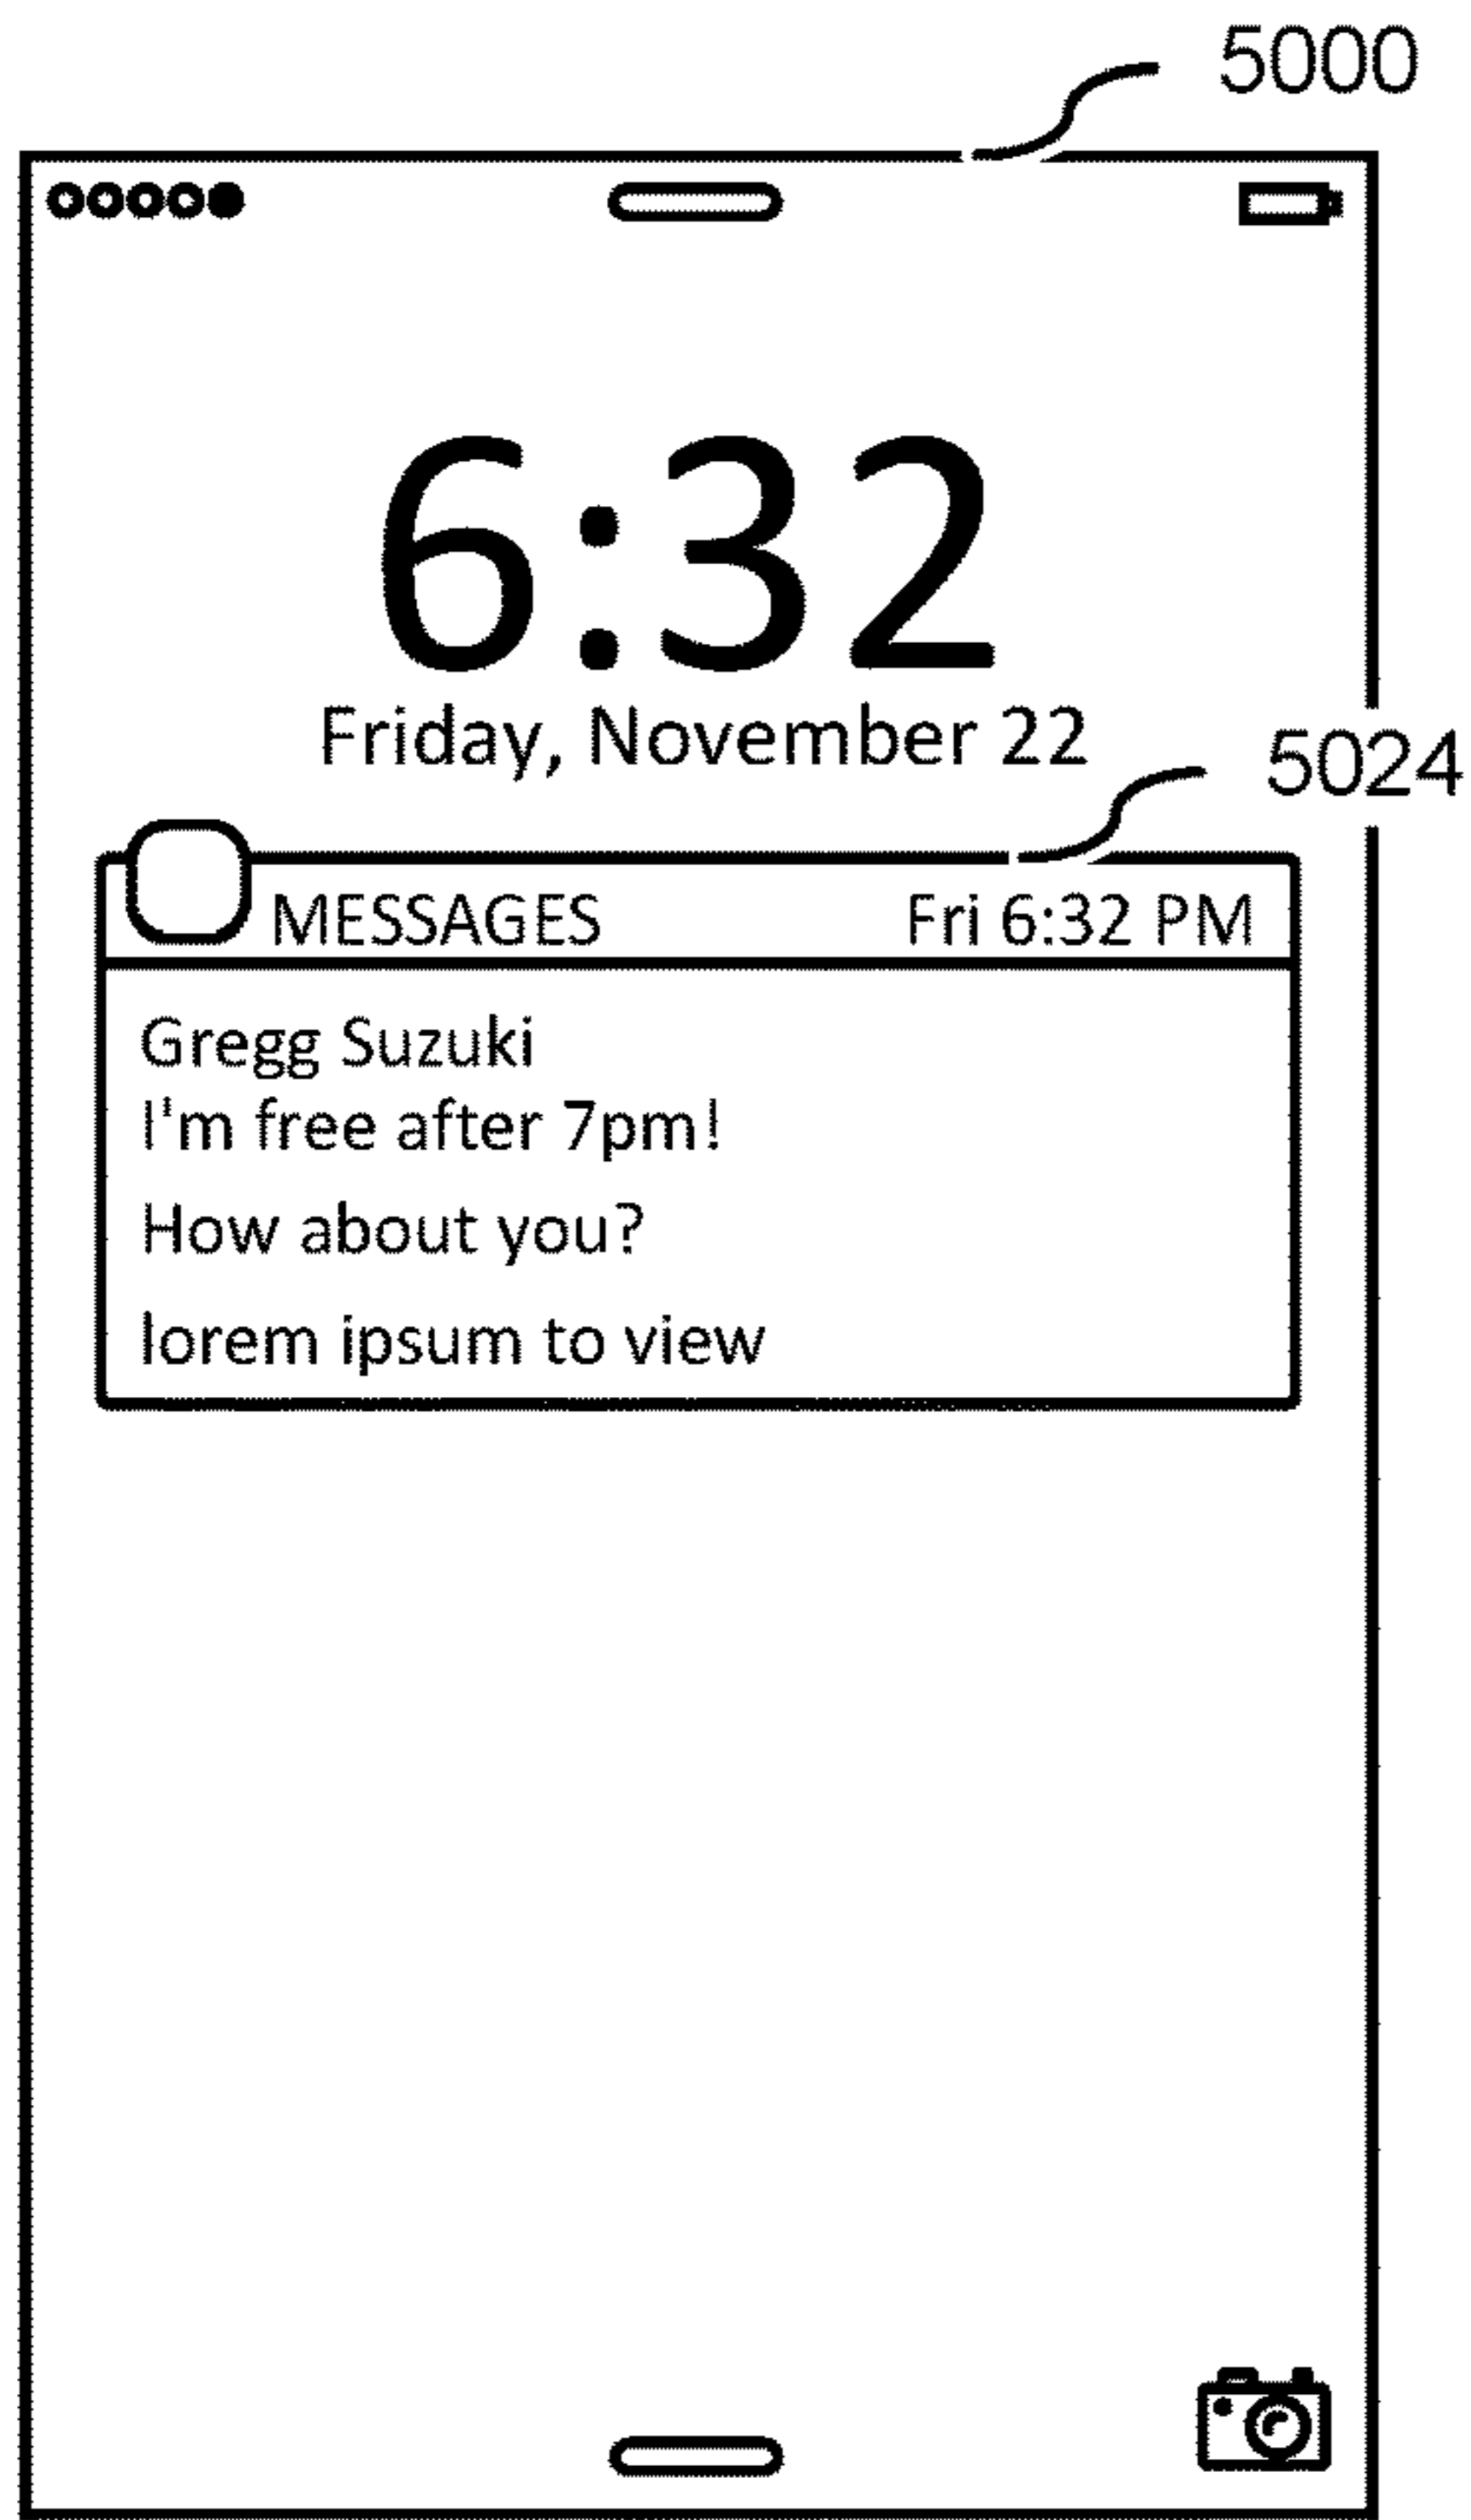 5000
6:32
Friday, November 22
5024
MESSAGES Fri 6:32 PM
Gregg Suzuki
I'm free after 7pm!
How about you?
lorem ipsum to view